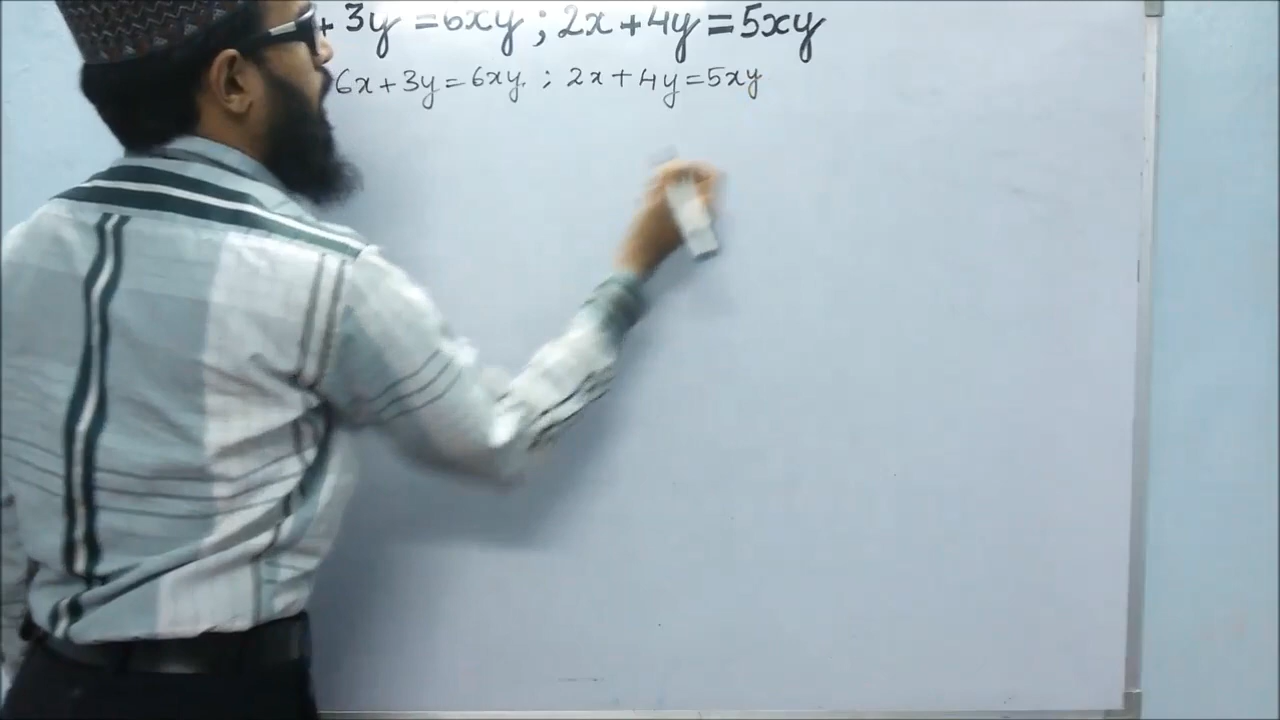 + 3y = 6xy ; 2x + 4y = 5xy
6x + 3y = 6xy. ; 2x + 4y = 5xy